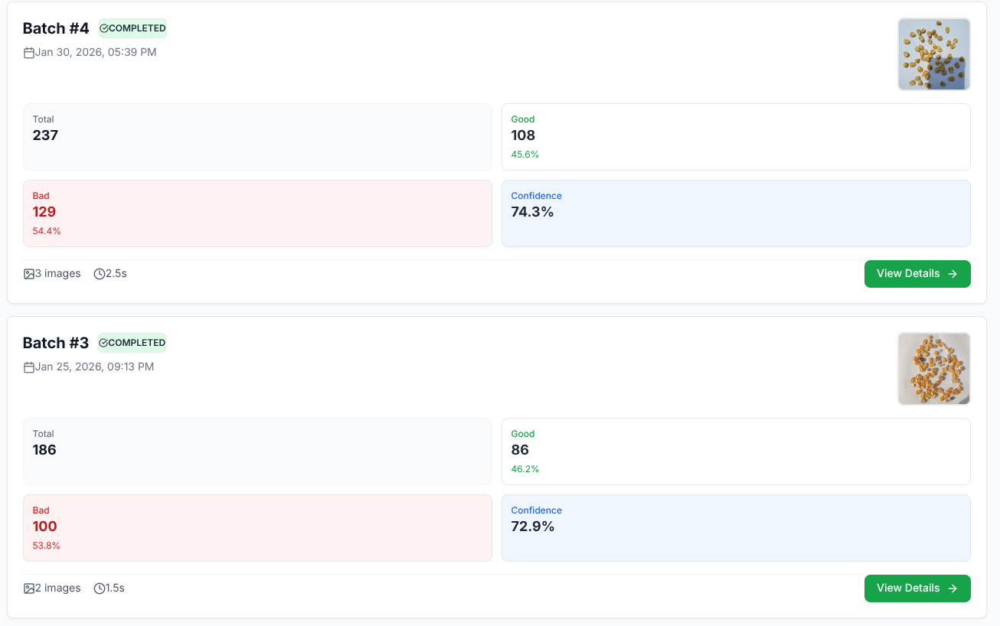 Batch #4 COMPLETED
Jan 30, 2026, 05:39 PM
Total
237
Good
108
45.6%
Bad
129
54.4%
Confidence
74.3%
3 images 2.5s
View Details →
Batch #3 COMPLETED
Jan 25, 2026, 09:13 PM
Total
186
Good
86
46.2%
Bad
100
53.8%
Confidence
72.9%
2 images 1.5s
View Details →